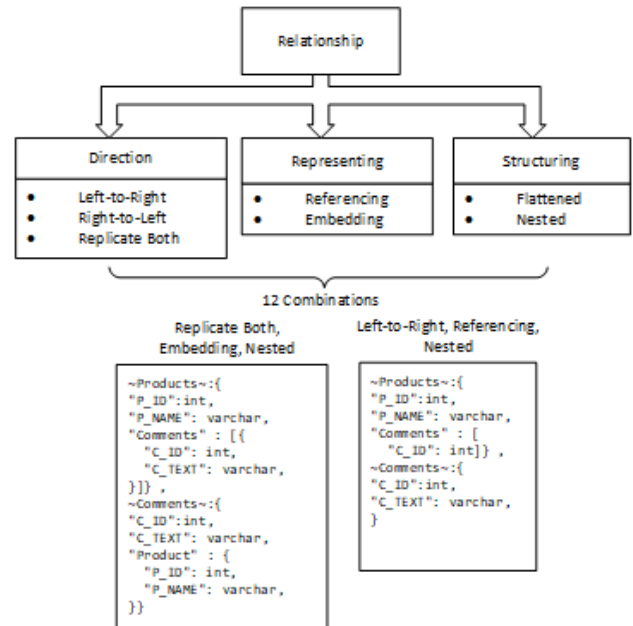 Relationship
Direction
● Left-to-Right
● Right-to-Left
● Replicate Both
Representing
● Referencing
● Embedding
Structuring
● Flattened
● Nested
12 Combinations
Replicate Both,
Embedding, Nested
~Products~:{
"P_ID":int,
"P_NAME": varchar,
"Comments" : [{
"C_ID": int,
"C_TEXT": varchar,
}]} ,
~Comments~:{
"C_ID":int,
"C_TEXT": varchar,
"Product" : {
"P_ID": int,
"P_NAME": varchar,
}}
Left-to-Right, Referencing,
Nested
~Products~:{
"P_ID":int,
"P_NAME": varchar,
"Comments" : [
"C_ID": int]} ,
~Comments~:{
"C_ID":int,
"C_TEXT": varchar,
}